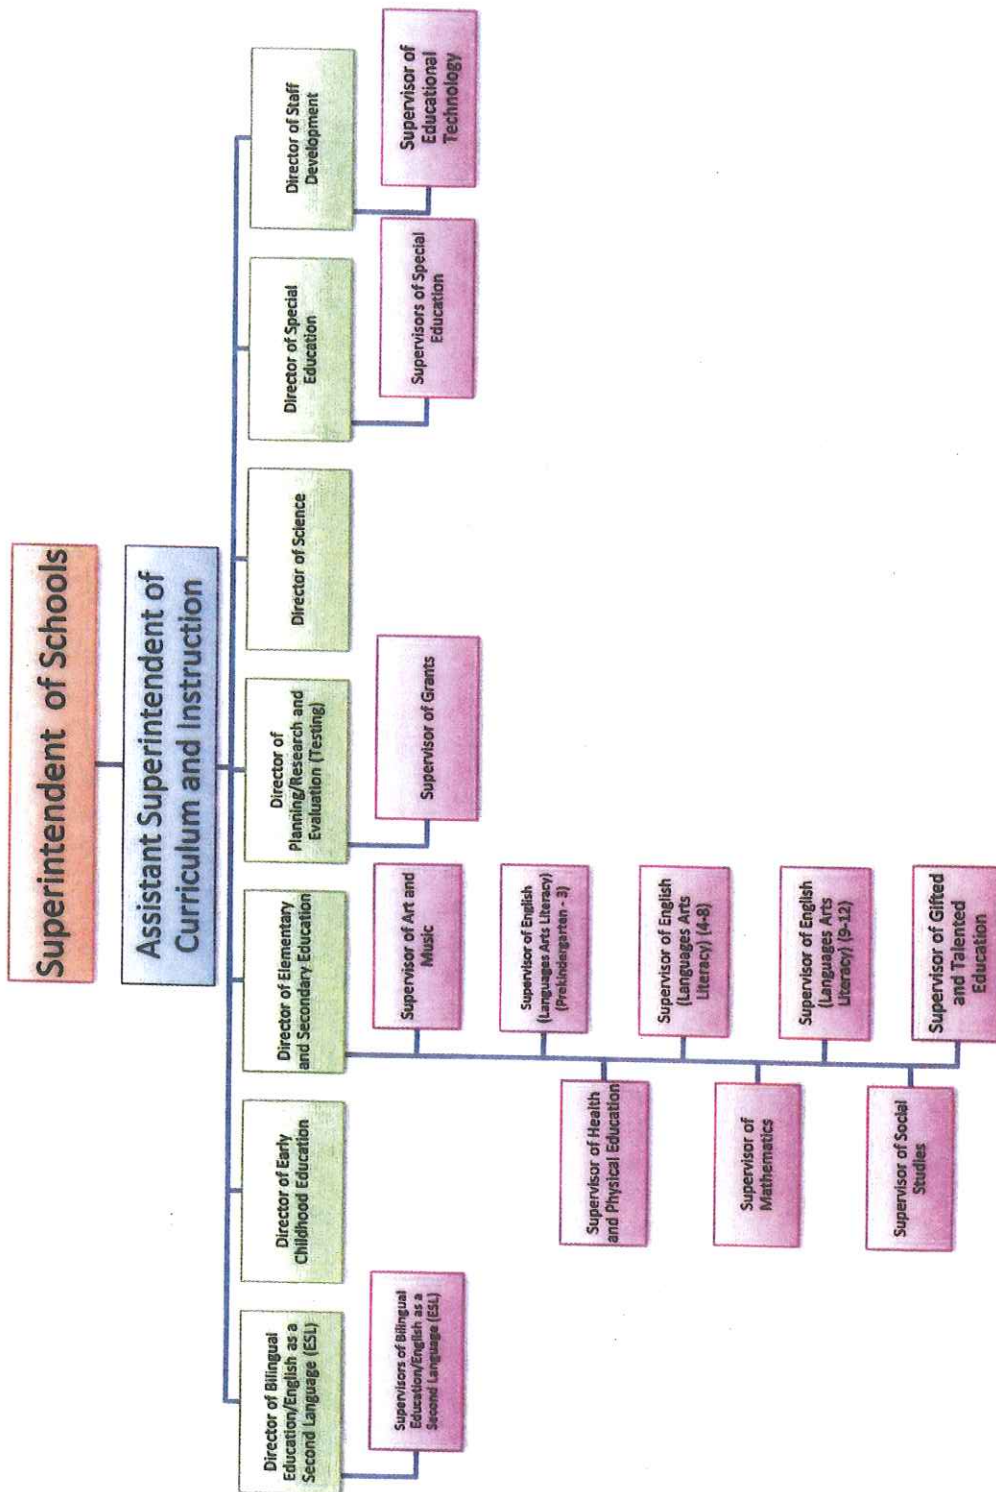 Superintendent of Schools
Assistant Superintendent of
Curriculum and Instruction
Director of Bilingual
Education/English as a
Second Language (ESL)
Director of Early
Childhood Education
Director of Elementary
and Secondary Education
Director of
Planning/Research and
Evaluation (Testing)
Director of Science
Director of Special
Education
Director of Staff
Development
Supervisors of Bilingual
Education/English as a
Second Language (ESL)
Supervisor of Art and
Music
Supervisor of English
(Languages Arts Literacy)
(Prekindergarten - 3)
Supervisor of Health
and Physical Education
Supervisor of English
(Languages Arts
Literacy) (4-8)
Supervisor of
Mathematics
Supervisor of English
(Languages Arts
Literacy) (9-12)
Supervisor of Social
Studies
Supervisor of Gifted
and Talented
Education
Supervisor of Grants
Supervisors of Special
Education
Supervisor of
Educational
Technology